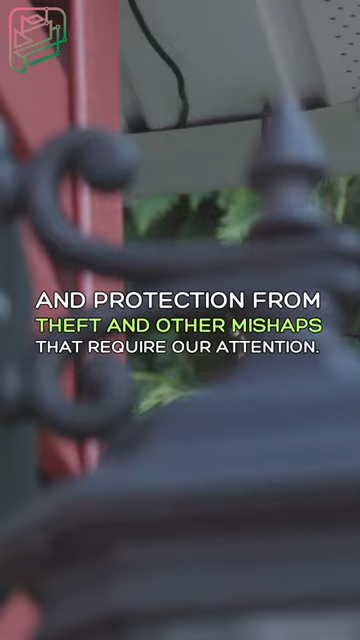 AND PROTECTION FROM
THEFT AND OTHER MISHAPS
THAT REQUIRE OUR ATTENTION.